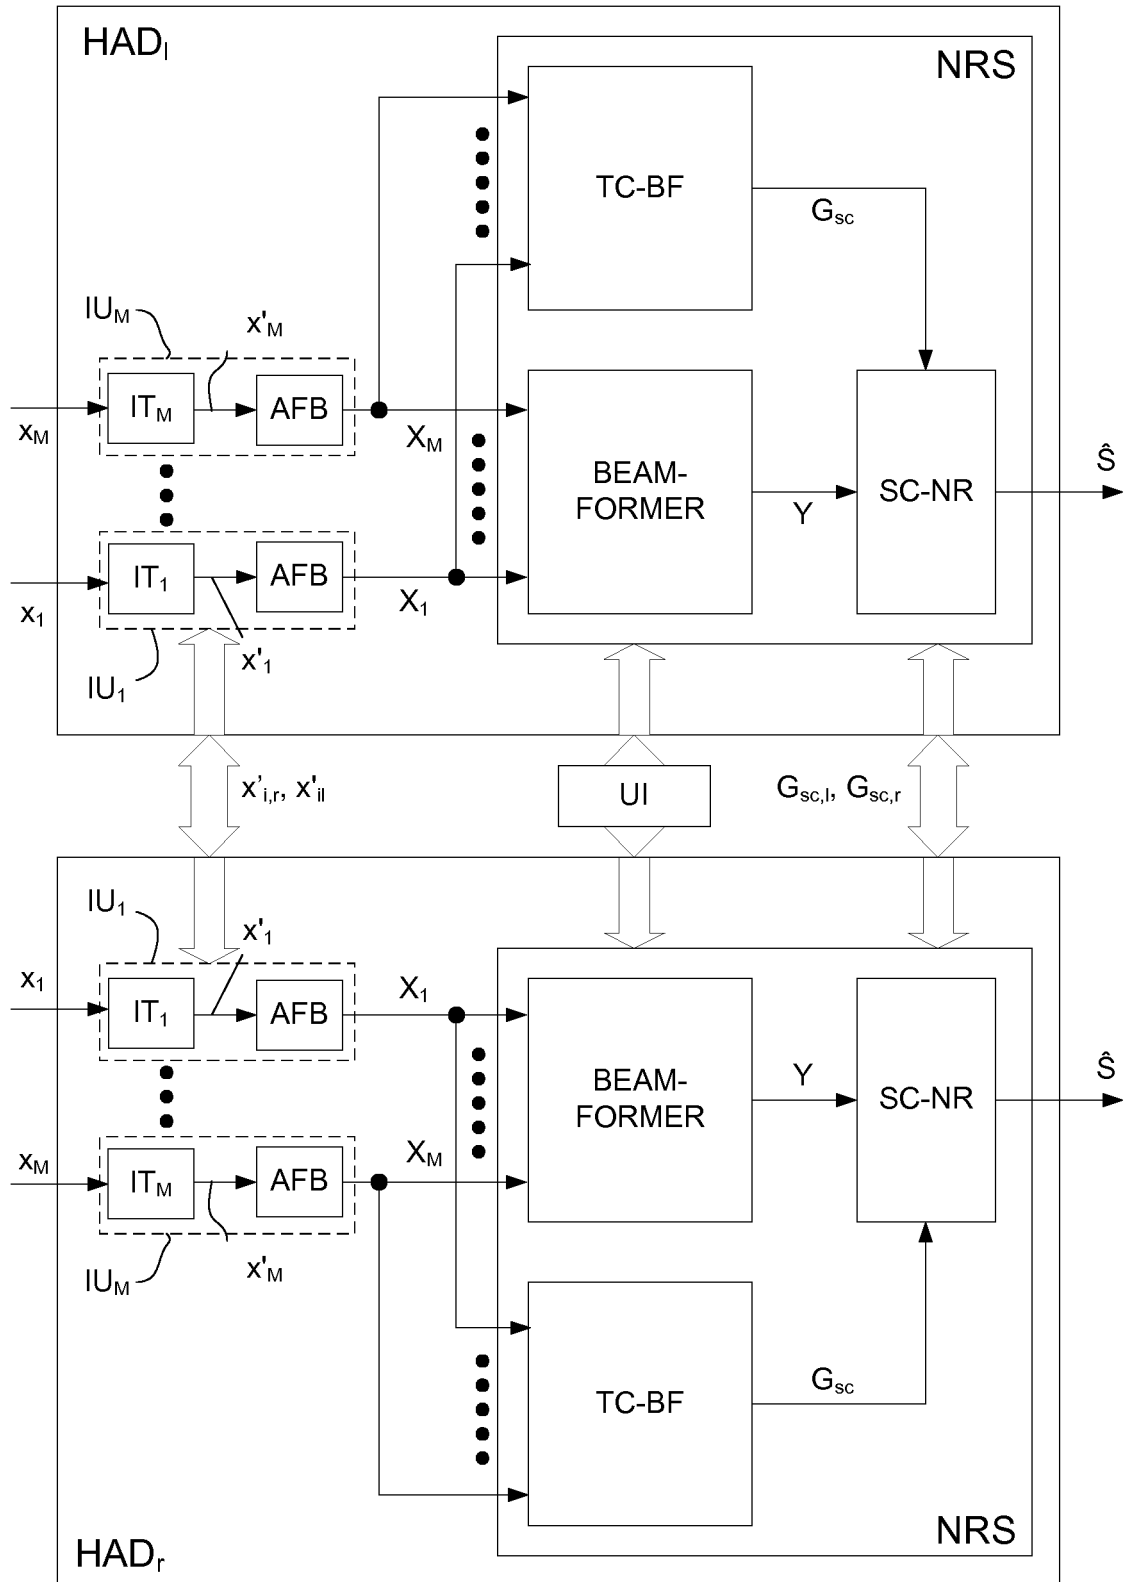 HADl
NRS
TC-BF
Gsc
IUM
x'M
ITM
AFB
xM
XM
BEAM-
FORMER
Y
SC-NR
Ŝ
IT1
AFB
x1
X1
x'1
IU1
x'i,r, x'il
UI
Gsc,l, Gsc,r
IU1
x'1
x1
IT1
AFB
X1
BEAM-
FORMER
Y
SC-NR
Ŝ
xM
ITM
AFB
XM
IUM
x'M
TC-BF
Gsc
HADr
NRS